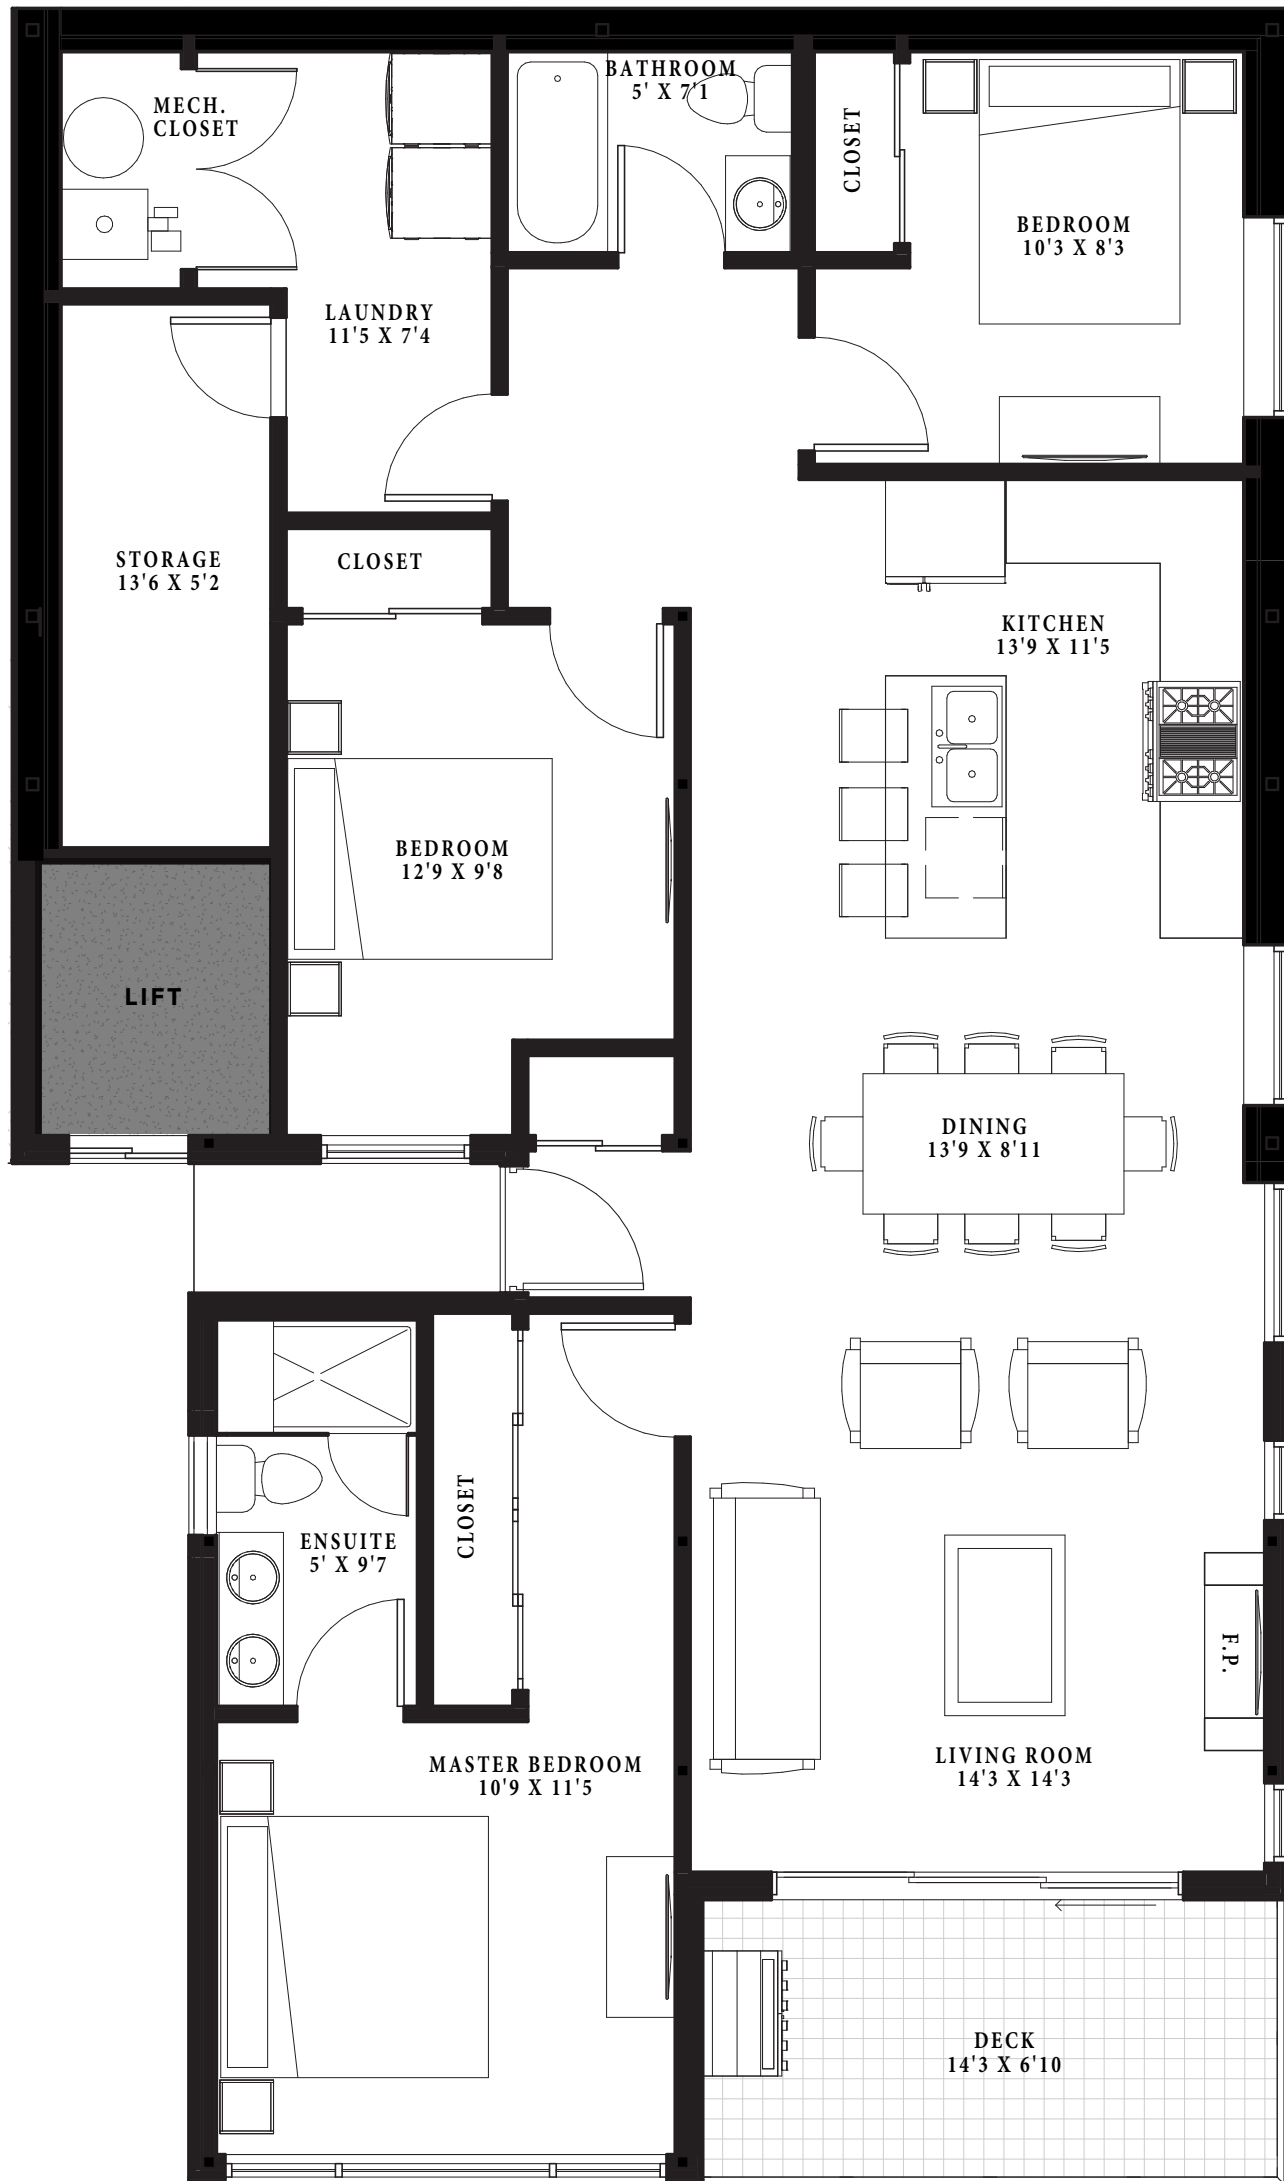 BATHROOM
5' X 7'1
MECH.
CLOSET
CLOSET
BEDROOM
10'3 X 8'3
LAUNDRY
11'5 X 7'4
STORAGE
13'6 X 5'2
CLOSET
KITCHEN
13'9 X 11'5
BEDROOM
12'9 X 9'8
LIFT
DINING
13'9 X 8'11
CLOSET
ENSUITE
5' X 9'7
F.P.
MASTER BEDROOM
10'9 X 11'5
LIVING ROOM
14'3 X 14'3
DECK
14'3 X 6'10